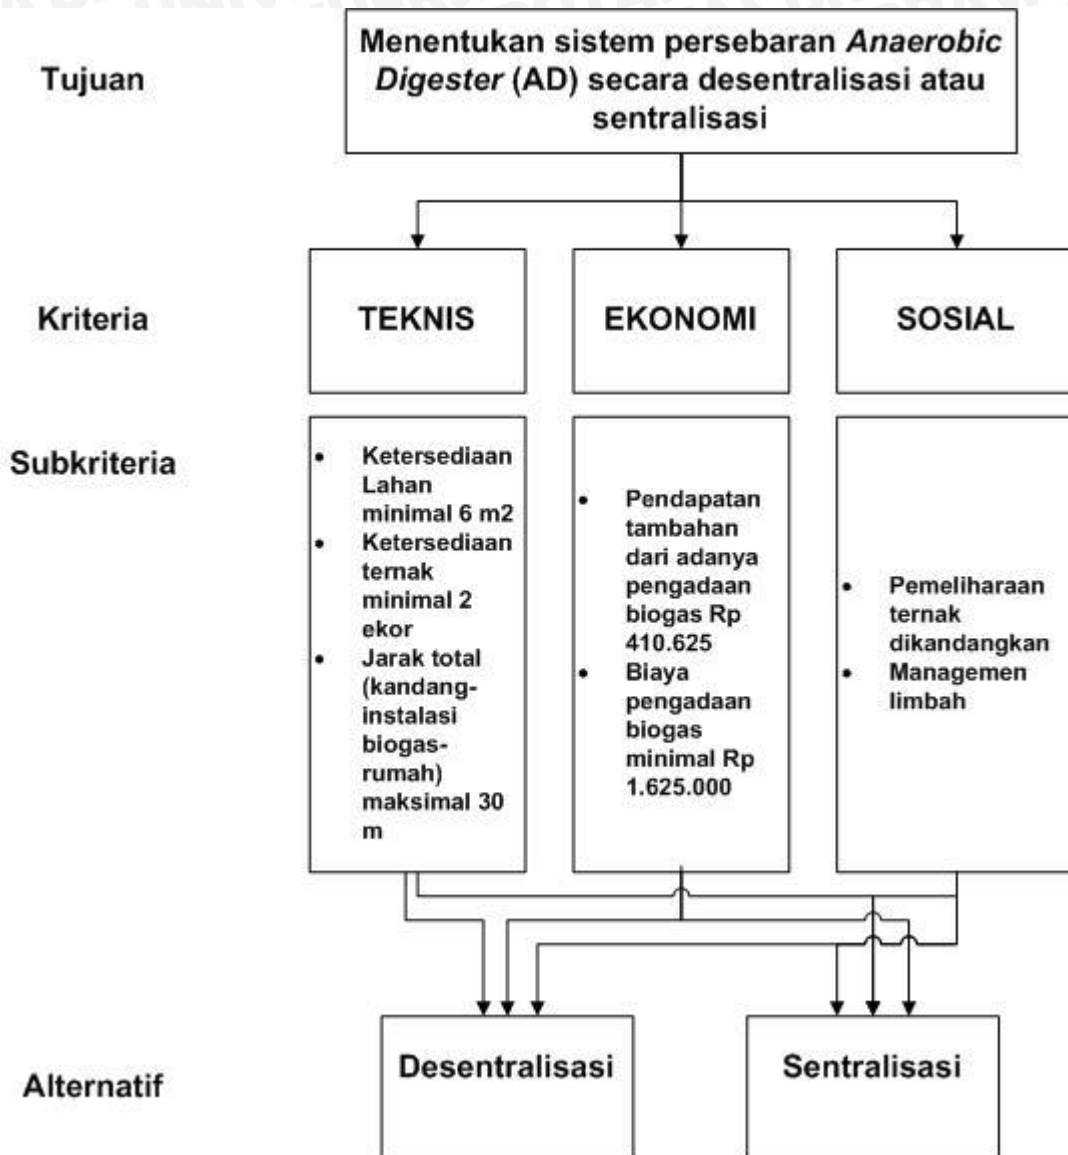 Tujuan
Menentukan sistem persebaran Anaerobic
Digester (AD) secara desentralisasi atau
sentralisasi
Kriteria
TEKNIS
EKONOMI
SOSIAL
Subkriteria
• Ketersediaan
Lahan
minimal 6 m2
• Ketersediaan
ternak
minimal 2
ekor
• Jarak total
(kandang-
instalasi
biogas-
rumah)
maksimal 30
m
• Pendapatan
tambahan
dari adanya
pengadaan
biogas Rp
410.625
• Biaya
pengadaan
biogas
minimal Rp
1.625.000
• Pemeliharaan
ternak
dikandangkan
• Managemen
limbah
Alternatif
Desentralisasi
Sentralisasi